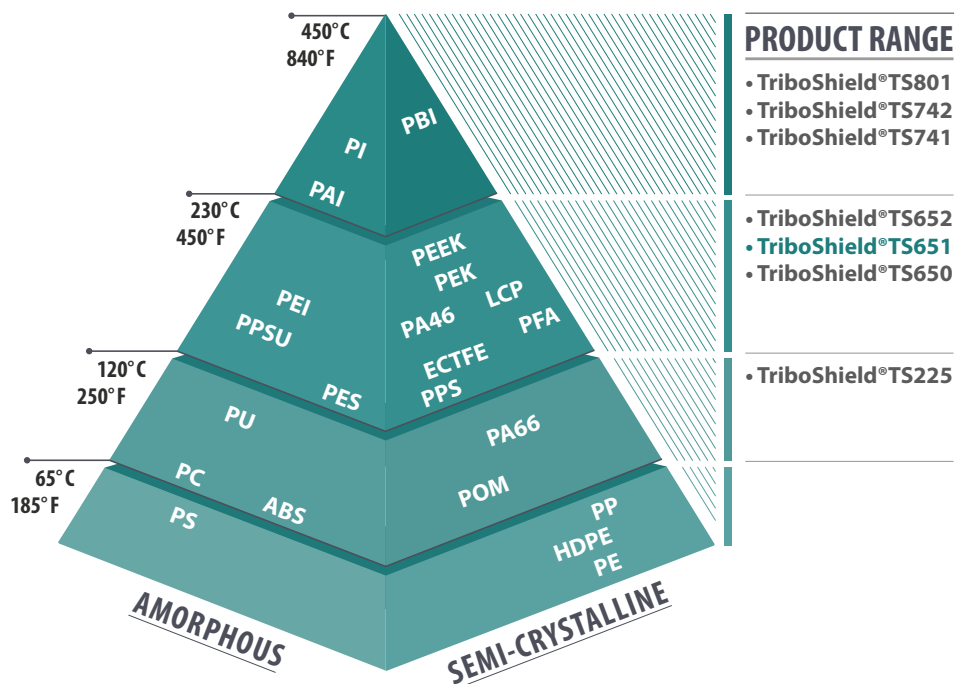 450°C
840°F
PRODUCT RANGE
• TriboShield®TS801
• TriboShield®TS742
• TriboShield®TS741
PBI
PI
PAI
230°C
450°F
• TriboShield®TS652
• TriboShield®TS651
• TriboShield®TS650
PEEK
PEK
LCP
PEI
PA46
PFA
PPSU
ECTFE
PES
PPS
120°C
250°F
• TriboShield®TS225
PU
PA66
PC
POM
ABS
65°C
185°F
PS
PP
HDPE
PE
AMORPHOUS
SEMI-CRYSTALLINE